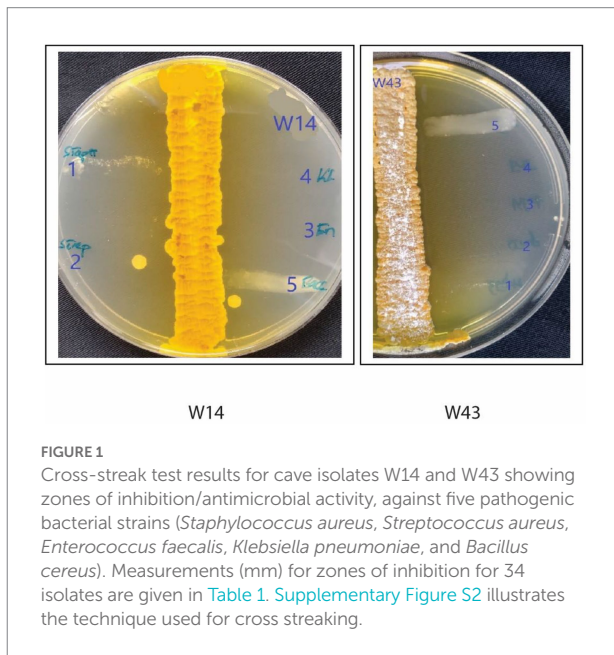 W14
Strep
1
4 Kl
3 En
Strep
2
5
W43
5
4
3
2
1
W14
W43
FIGURE 1
Cross-streak test results for cave isolates W14 and W43 showing
zones of inhibition/antimicrobial activity, against five pathogenic
bacterial strains (Staphylococcus aureus, Streptococcus aureus,
Enterococcus faecalis, Klebsiella pneumoniae, and Bacillus
cereus). Measurements (mm) for zones of inhibition for 34
isolates are given in Table 1. Supplementary Figure S2 illustrates
the technique used for cross streaking.